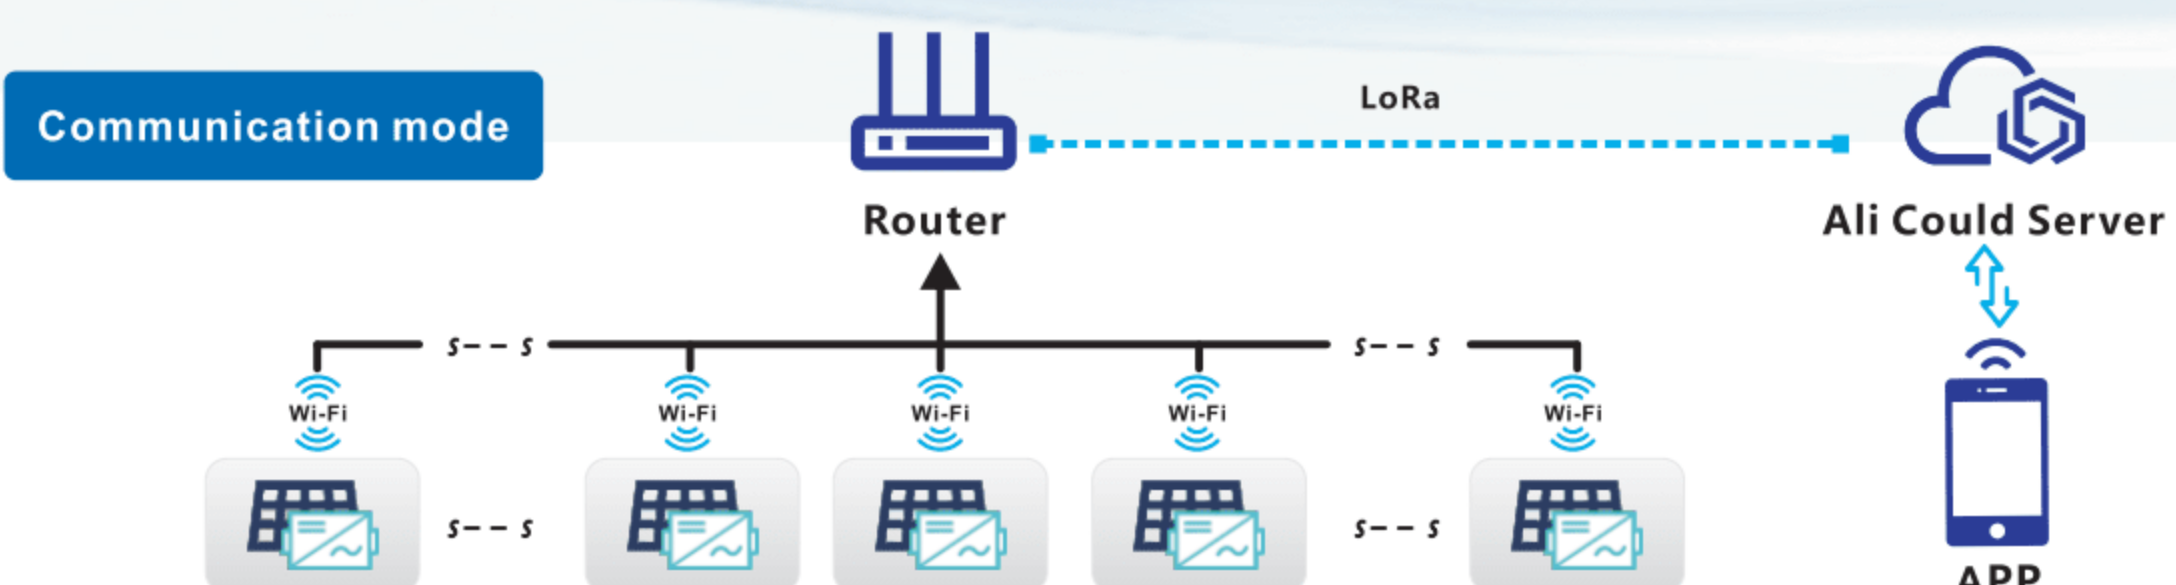 Communication mode
LoRa
Router
Ali Could Server
Wi-Fi
Wi-Fi
Wi-Fi
Wi-Fi
Wi-Fi
APP